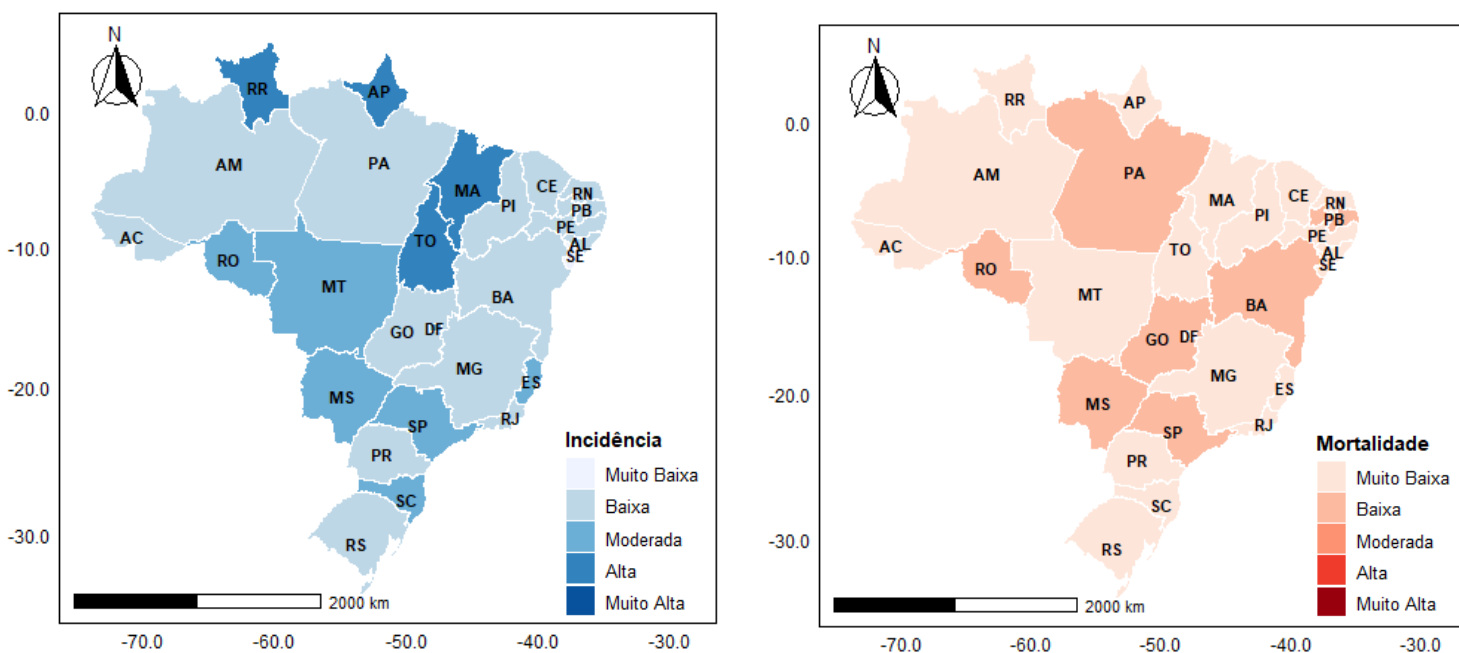 N
RR
AP
0.0
AM
PA
MA
CE
RN
PI
PB
PE
AC
TO
AL
-10.0
SE
RO
MT
BA
GO
DF
MG
-20.0
MS
ES
SP
RJ
PR
SC
-30.0
RS
2000 km
Incidência
Muito Baixa
Baixa
Moderada
Alta
Muito Alta
-70.0 -60.0 -50.0 -40.0 -30.0
N
RR
AP
0.0
AM
PA
MA
CE
RN
PI
PB
PE
AC
TO
AL
-10.0
SE
RO
MT
BA
GO
DF
MG
-20.0
MS
ES
SP
RJ
PR
SC
-30.0
RS
2000 km
Mortalidade
Muito Baixa
Baixa
Moderada
Alta
Muito Alta
-70.0 -60.0 -50.0 -40.0 -30.0